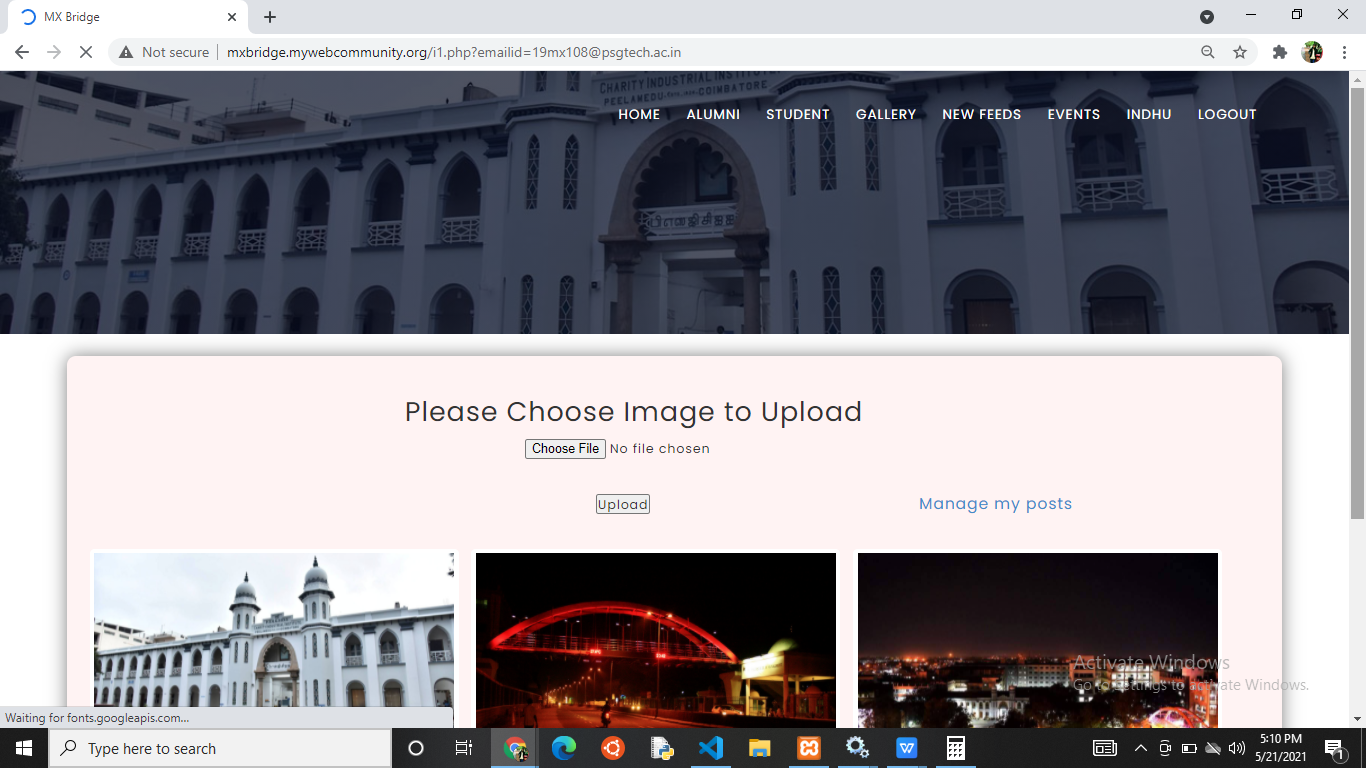 MX Bridge
Not secure
mxbridge.mywebcommunity.org/i1.php?emailid=19mx108@psgtech.ac.in
CHARITY INDUSTRIAL INSTITUTE
PEELAMEDU COIMBATORE
HOME ALUMNI STUDENT GALLERY NEW FEEDS EVENTS INDHU LOGOUT
Please Choose Image to Upload
Choose File No file chosen
Upload
Manage my posts
Activate Windows
Go to Settings to activate Windows.
Waiting for fonts.googleapis.com...
Type here to search
5:10 PM
5/21/2021
1